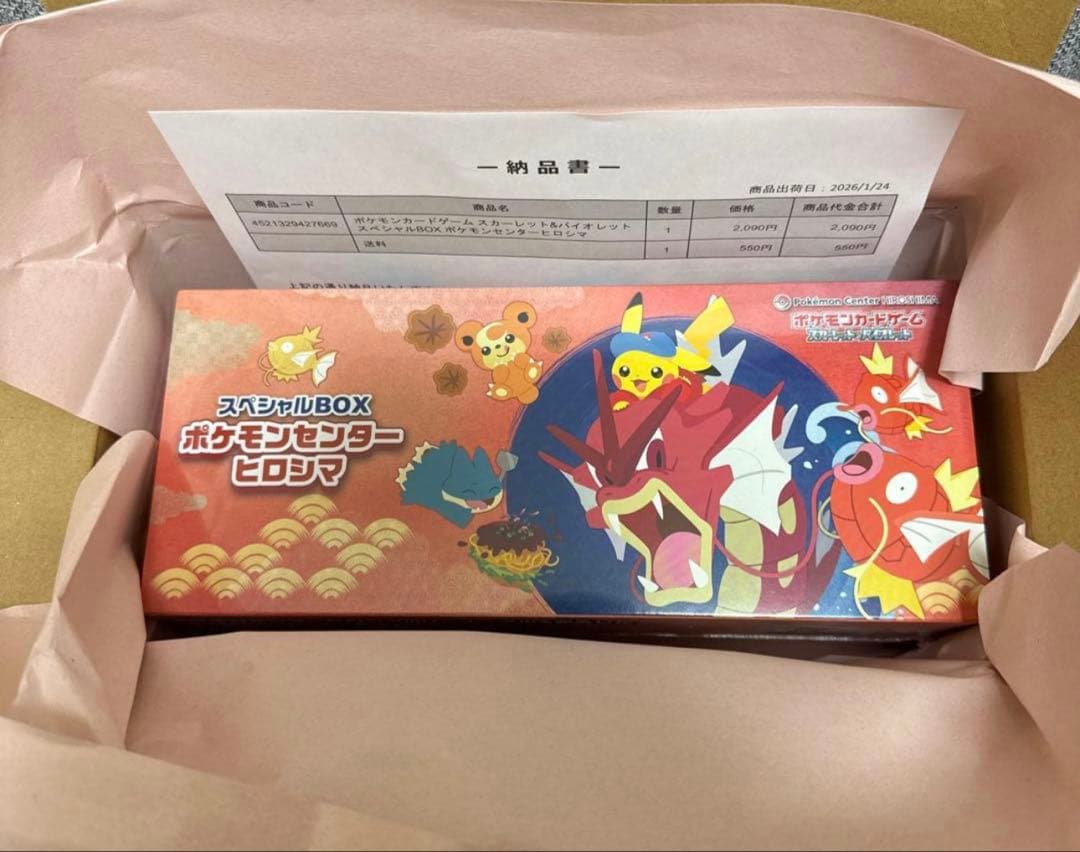 ― 納品書 ―
商品出荷日：2026/1/24
商品コード 商品名 数量 価格 商品代金合計
4521329427669 ポケモンカードゲーム スカーレット&バイオレット スペシャルBOX ポケモンセンターヒロシマ 1 2,090円 2,090円
送料 1 550円 550円
Pokémon Center HIROSHIMA
ポケモンカードゲーム
スカーレット&バイオレット
スペシャルBOX
ポケモンセンター
ヒロシマ